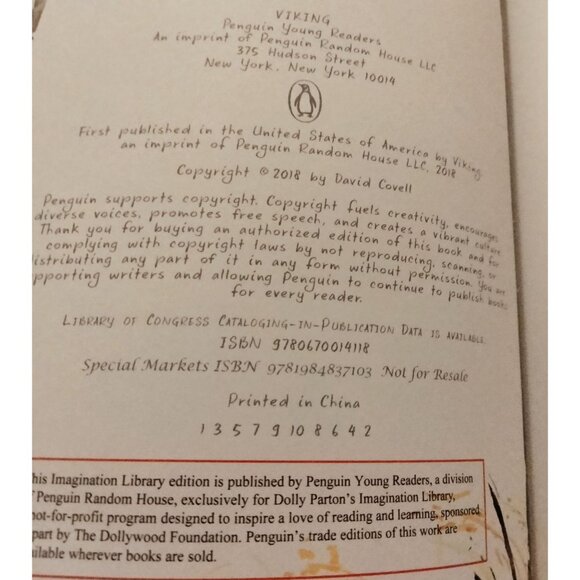 VIKING
Penguin Young Readers
An imprint of Penguin Random House LLC
375 Hudson Street
New York, New York 10014
First published in the United States of America by Viking,
an imprint of Penguin Random House LLC, 2018
Copyright © 2018 by David Covell
Penguin supports copyright. Copyright fuels creativity, encourages
diverse voices, promotes free speech, and creates a vibrant culture.
Thank you for buying an authorized edition of this book and for
complying with copyright laws by not reproducing, scanning, or
distributing any part of it in any form without permission. You are
pporting writers and allowing Penguin to continue to publish books
for every reader.
LIBRARY OF CONGRESS CATALOGING-IN-PUBLICATION DATA IS AVAILABLE.
ISBN 9780670014118
Special Markets ISBN 9781984837103 Not for Resale
Printed in China
1 3 5 7 9 10 8 6 4 2
his Imagination Library edition is published by Penguin Young Readers, a division
f Penguin Random House, exclusively for Dolly Parton's Imagination Library,
not-for-profit program designed to inspire a love of reading and learning, sponsored
part by The Dollywood Foundation. Penguin's trade editions of this work are
ailable wherever books are sold.